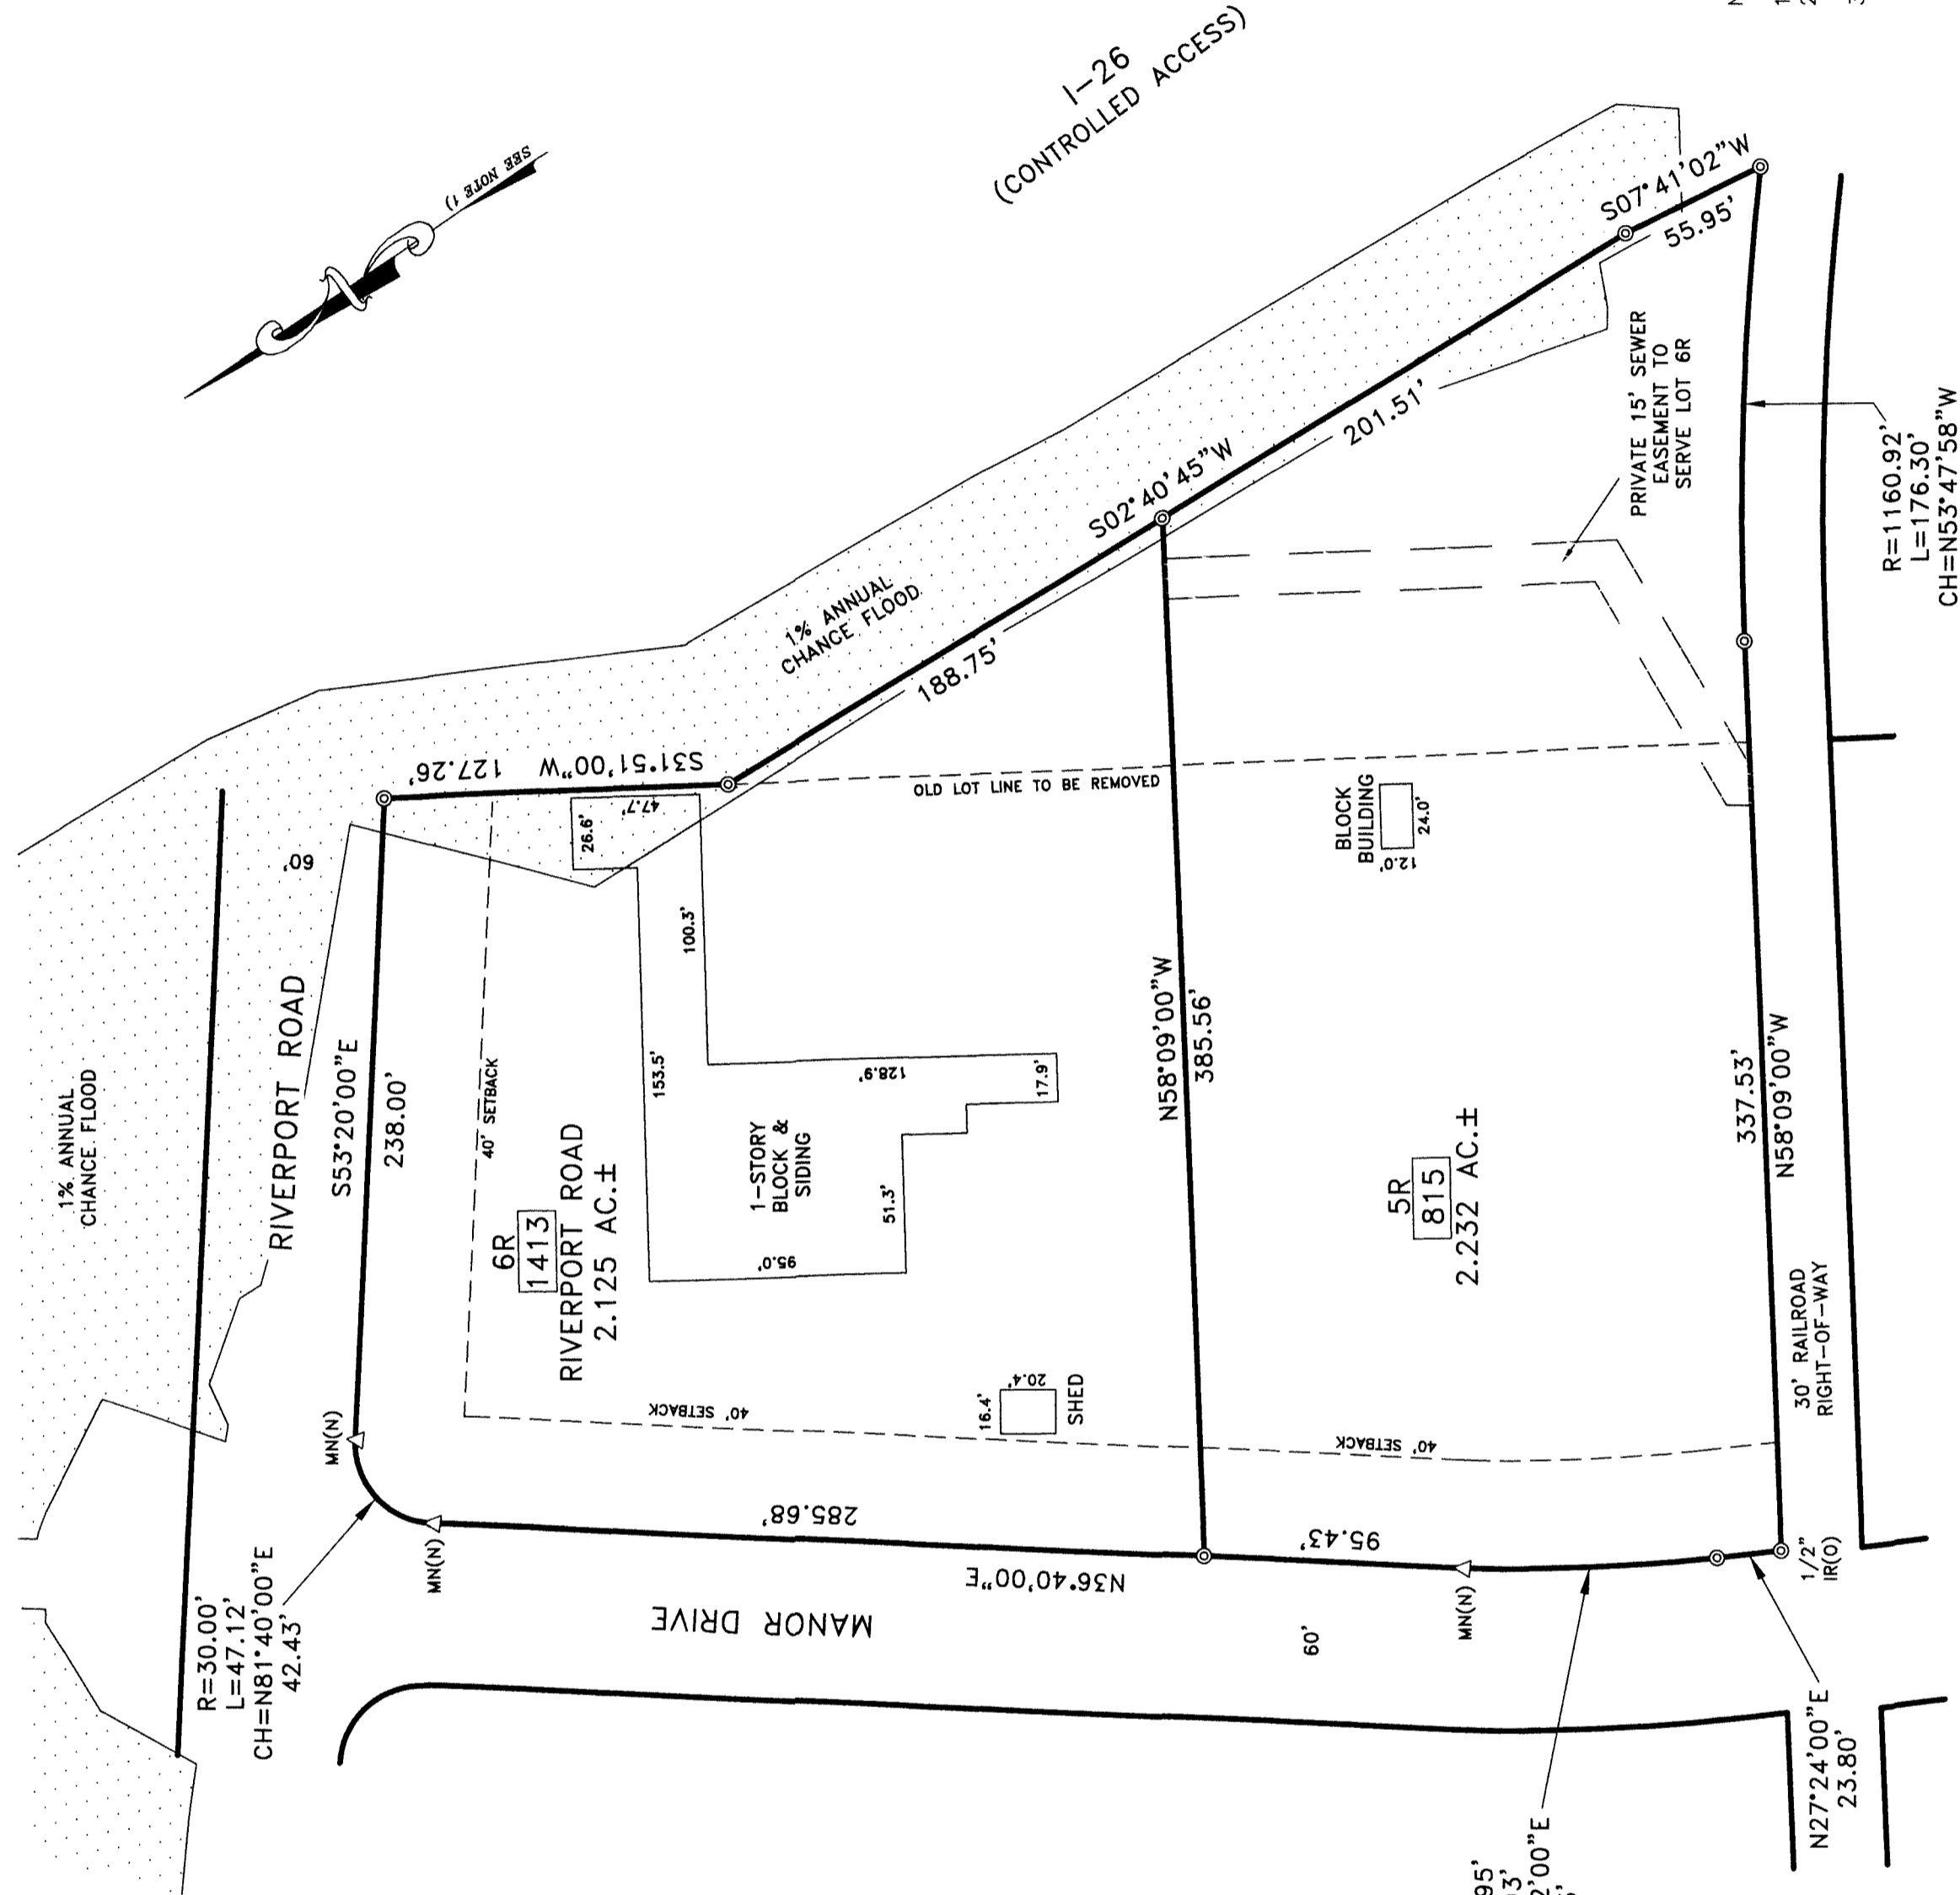 SEE NOTE 1)
I-26
(CONTROLLED ACCESS)
S07°41'02"W
55.95'
S02°40'45"W
201.51'
PRIVATE 15' SEWER
EASEMENT TO
SERVE LOT 6R
R=1160.92'
L=176.30'
CH=N53°47'58"W
1% ANNUAL
CHANGE FLOOD
188.75'
S31°51'00"W 127.26'
60'
RIVERPORT ROAD
1% ANNUAL
CHANGE FLOOD
S53°20'00"E
238.00'
40' SETBACK
26.6'
47.7'
100.3'
153.5'
128.9'
17.9'
1-STORY
BLOCK &
SIDING
51.3'
95.0'
6R
1413
RIVERPORT ROAD
2.125 AC.±
OLD LOT LINE TO BE REMOVED
BLOCK
BUILDING
24.0'
12.0'
N58°09'00"W
385.56'
5R
815
2.232 AC.±
337.53'
N58°09'00"W
30' RAILROAD
RIGHT-OF-WAY
16.4'
20.4'
SHED
40' SETBACK
40' SETBACK
MN(N)
MN(N)
R=30.00'
L=47.12'
CH=N81°40'00"E
42.43'
285.68'
N36°40'00"E
95.43'
MANOR DRIVE
60'
MN(N)
1/2"
IR(O)
N27°24'00"E
23.80'
95'
3'
2'00"E